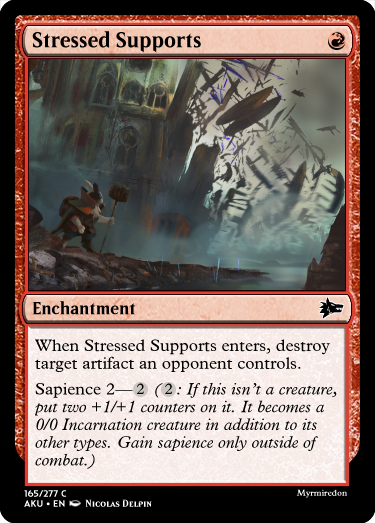 Stressed Supports
Enchantment
When Stressed Supports enters, destroy
target artifact an opponent controls.
Sapience 2—2 (2: If this isn't a creature,
put two +1/+1 counters on it. It becomes a
0/0 Incarnation creature in addition to its
other types. Gain sapience only outside of
combat.)
165/277 C
Myrmiredon
AKU • EN Nicolas Delpin